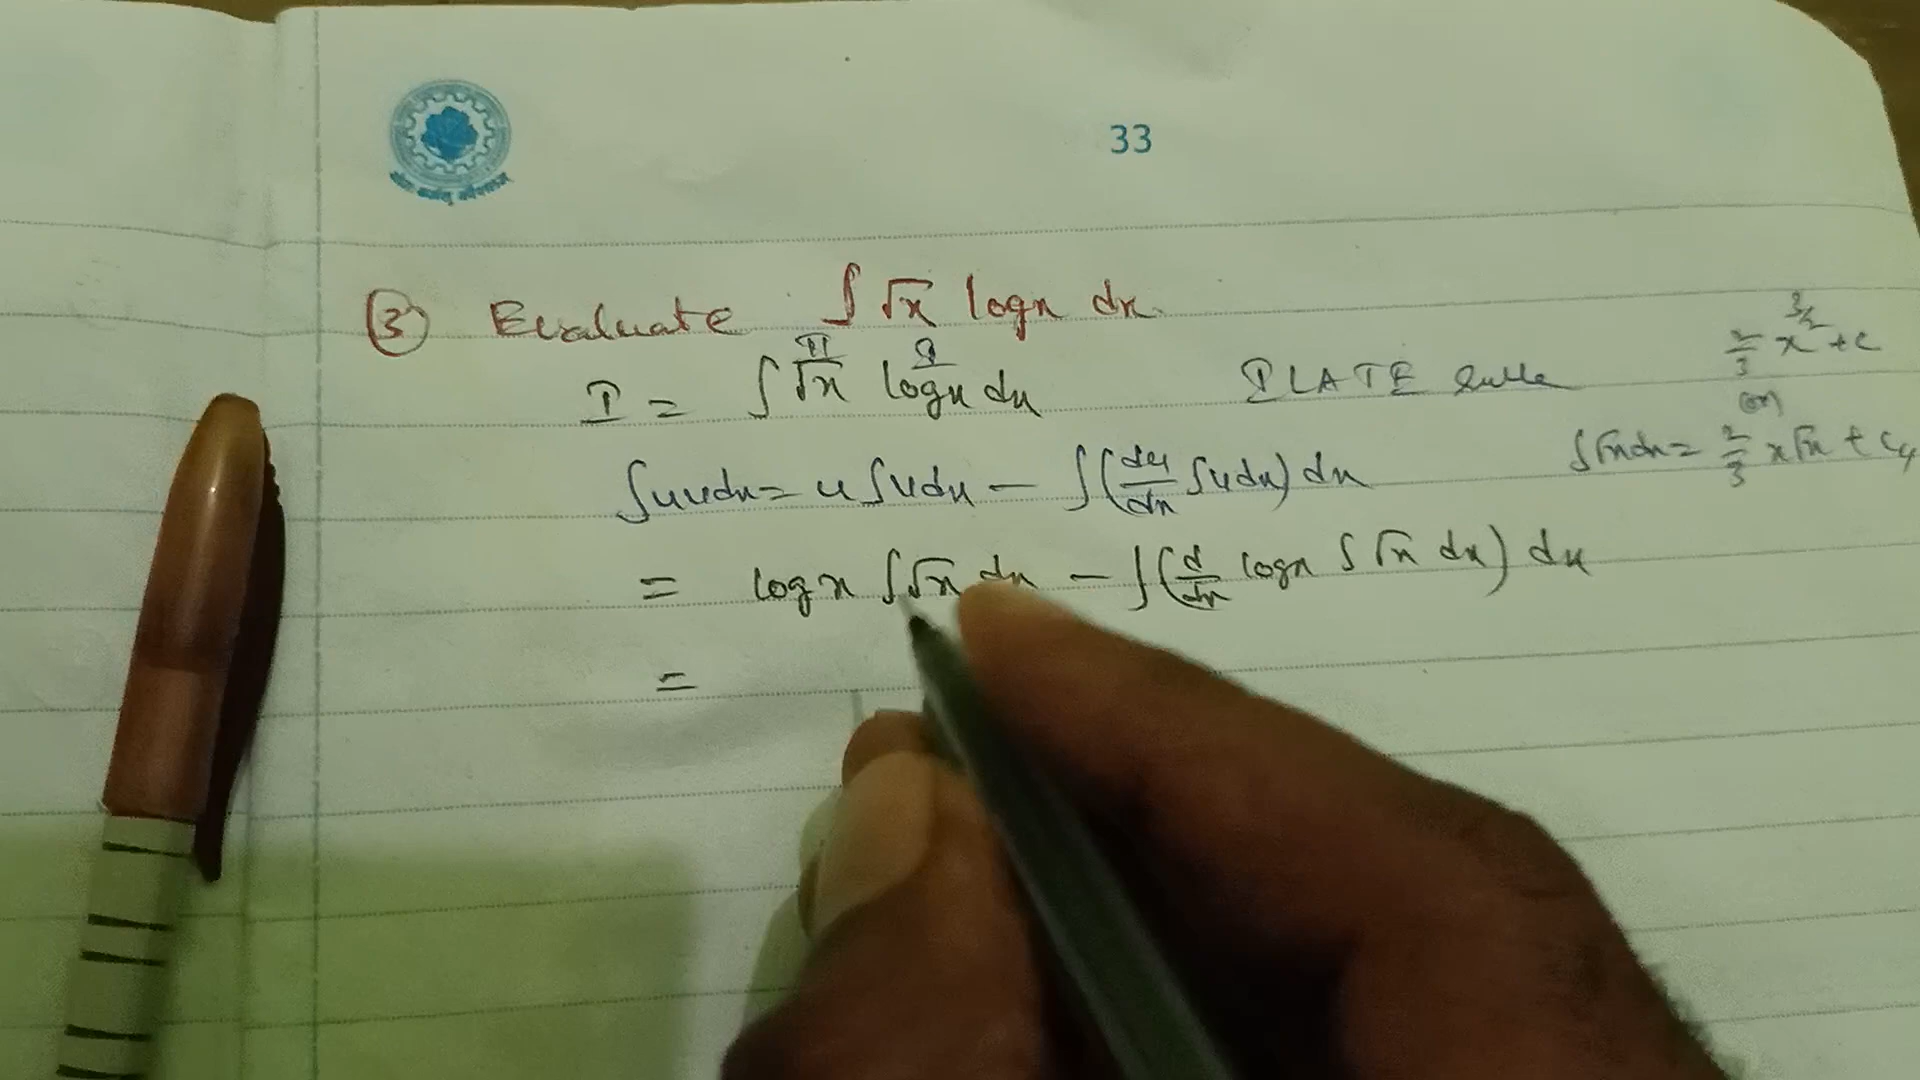 33
③ Evaluate ∫ √x logx dx.
I = ∫ √x logx dx
II I
ILATE rule
2/3 x^3/2 + c
(or)
∫√x dx = 2/3 x√x + c,
∫uvdx = u∫vdx − ∫(du/dx ∫vdx) dx
= logx ∫√x dx − ∫(d/dx logx ∫√x dx) dx
=